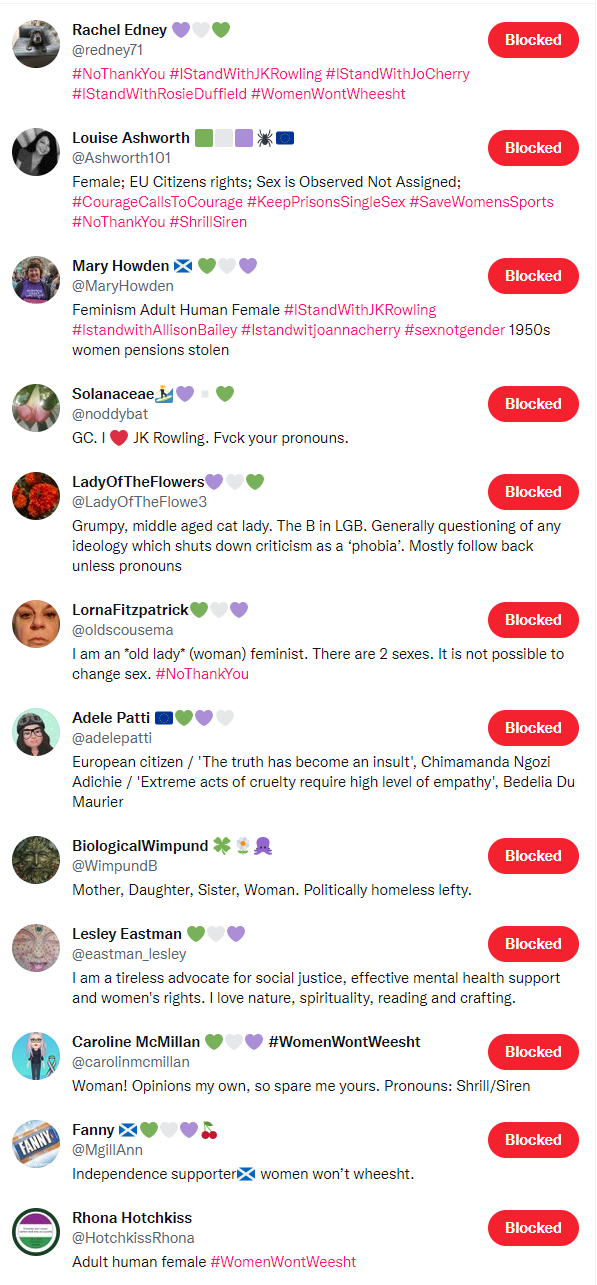 Rachel Edney 💜🤍💚
@redney71
Blocked
#NoThankYou #IStandWithJKRowling #IStandWithJoCherry
#IStandWithRosieDuffield #WomenWontWheesht
Louise Ashworth 🟩⬜🟪🕷🇪🇺
@Ashworth101
Blocked
Female; EU Citizens rights; Sex is Observed Not Assigned;
#CourageCallsToCourage #KeepPrisonsSingleSex #SaveWomensSports
#NoThankYou #ShrillSiren
Mary Howden 🏴󠁧󠁢󠁳󠁣󠁴󠁿 💚🤍💜
@MaryHowden
Blocked
Feminism Adult Human Female #IStandWithJKRowling
#IstandwithAllisonBailey #Istandwitjoannacherry #sexnotgender 1950s
women pensions stolen
Solanaceae🏄‍♂️💜▫️💚
@noddybat
Blocked
GC. I ❤️ JK Rowling. Fvck your pronouns.
LadyOfTheFlowers💜🤍💚
@LadyOfTheFlowe3
Blocked
Grumpy, middle aged cat lady. The B in LGB. Generally questioning of any
ideology which shuts down criticism as a ‘phobia’. Mostly follow back
unless pronouns
LornaFitzpatrick💚🤍💜
@oldscousema
Blocked
I am an *old lady* (woman) feminist. There are 2 sexes. It is not possible to
change sex. #NoThankYou
Adele Patti 🇪🇺💚💜🤍
@adelepatti
Blocked
European citizen / 'The truth has become an insult', Chimamanda Ngozi
Adichie / 'Extreme acts of cruelty require high level of empathy', Bedelia Du
Maurier
BiologicalWimpund 🍀🌼🐙
@WimpundB
Blocked
Mother, Daughter, Sister, Woman. Politically homeless lefty.
Lesley Eastman 💚🤍💜
@eastman_lesley
Blocked
I am a tireless advocate for social justice, effective mental health support
and women's rights. I love nature, spirituality, reading and crafting.
Caroline McMillan 💚🤍💜 #WomenWontWeesht
@carolinmcmillan
Blocked
Woman! Opinions my own, so spare me yours. Pronouns: Shrill/Siren
Fanny 🏴󠁧󠁢󠁳󠁣󠁴󠁿💚🤍💜🍒
@MgillAnn
Blocked
FANNY
Independence supporter🏴󠁧󠁢󠁳󠁣󠁴󠁿 women won’t wheesht.
Rhona Hotchkiss
@HotchkissRhona
Blocked
Adult human female #WomenWontWeesht